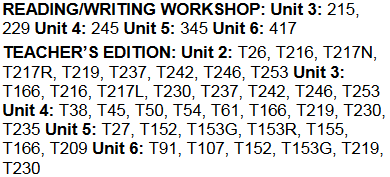 READING/WRITING WORKSHOP: Unit 3: 215,
229 Unit 4: 245 Unit 5: 345 Unit 6: 417
TEACHER'S EDITION: Unit 2: T26, T216, T217N,
T217R, T219, T237, T242, T246, T253 Unit 3:
T166, T216, T217L, T230, T237, T242, T246, T253
Unit 4: T38, T45, T50, T54, T61, T166, T219, T230,
T235 Unit 5: T27, T152, T153G, T153R, T155,
T166, T209 Unit 6: T91, T107, T152, T153G, T219,
T230